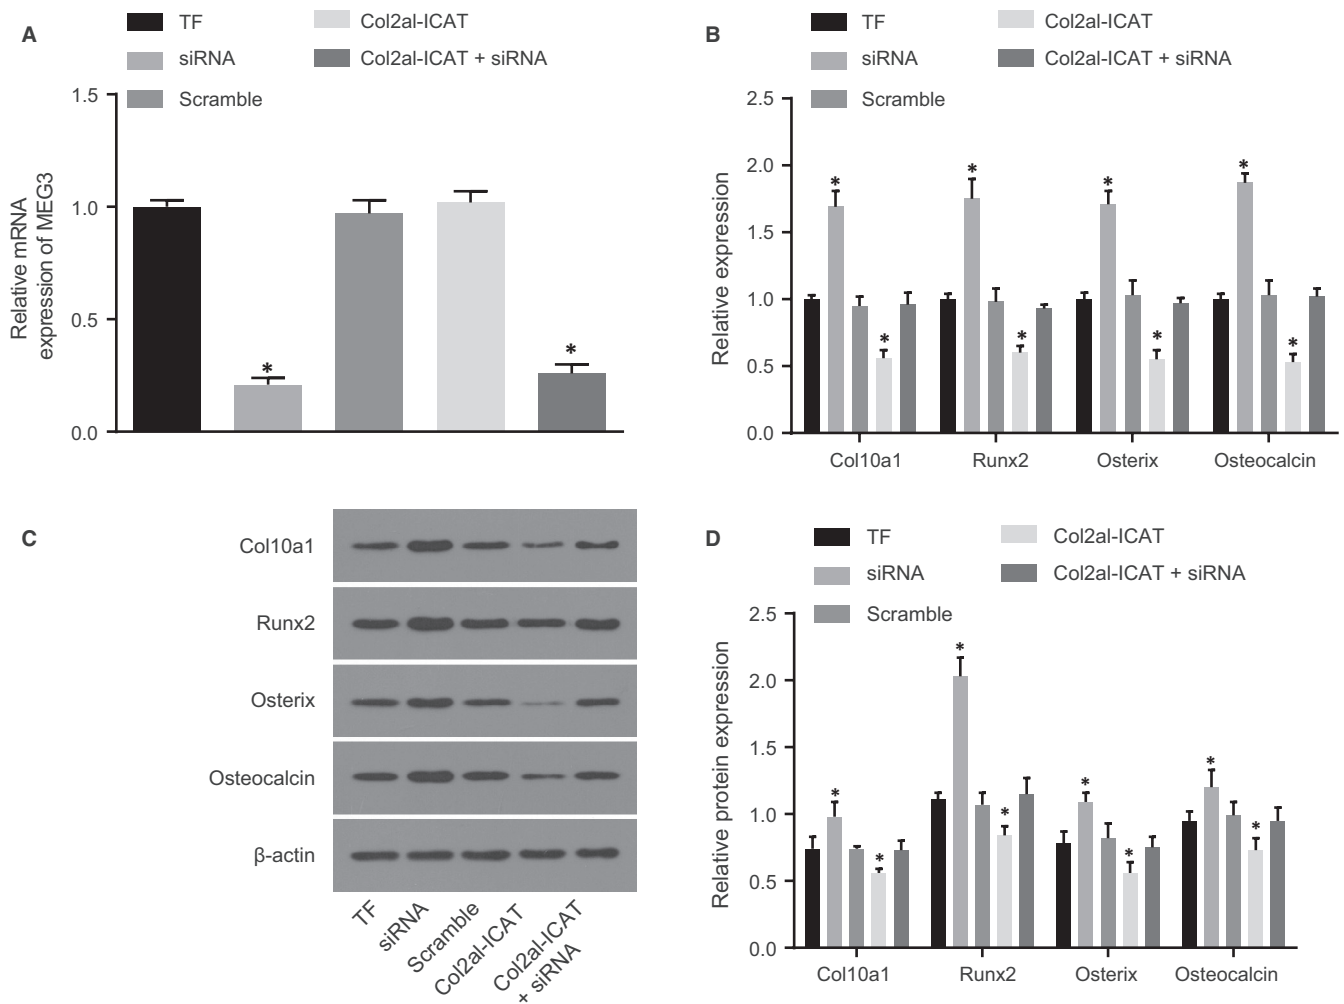 A
TF
siRNA
Scramble
Col2al-ICAT
Col2al-ICAT + siRNA
Relative mRNA
expression of MEG3
1.5
1.0
0.5
0.0
*
*
B
TF
siRNA
Scramble
Col2al-ICAT
Col2al-ICAT + siRNA
Relative expression
2.5
2.0
1.5
1.0
0.5
0.0
*
*
*
*
*
*
*
*
Col10a1
Runx2
Osterix
Osteocalcin
C
Col10a1
Runx2
Osterix
Osteocalcin
β-actin
TF
siRNA
Scramble
Col2al-ICAT
Col2al-ICAT
+ siRNA
D
TF
siRNA
Scramble
Col2al-ICAT
Col2al-ICAT + siRNA
Relative protein expression
2.5
2.0
1.5
1.0
0.5
0.0
*
*
*
*
*
*
*
*
Col10a1
Runx2
Osterix
Osteocalcin